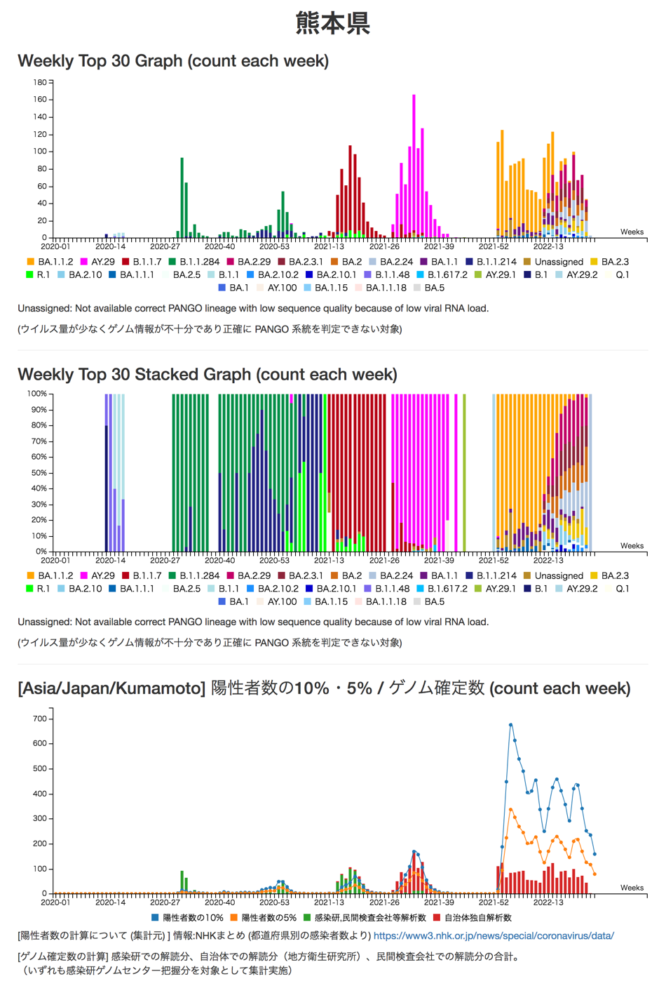 熊本県
Weekly Top 30 Graph (count each week)
180
160
140
120
100
80
60
40
20
0
Weeks
2020-01 2020-14 2020-27 2020-40 2020-53 2021-13 2021-26 2021-39 2021-52 2022-13
BA.1.1.2 AY.29 B.1.1.7 B.1.1.284 BA.2.29 BA.2.3.1 BA.2 BA.2.24 BA.1.1 B.1.1.214 Unassigned BA.2.3
R.1 BA.2.10 BA.1.1.1 BA.2.5 B.1.1 BA.2.10.2 BA.2.10.1 B.1.1.48 B.1.617.2 AY.29.1 B.1 AY.29.2 Q.1
BA.1 AY.100 BA.1.15 BA.1.1.18 BA.5
Unassigned: Not available correct PANGO lineage with low sequence quality because of low viral RNA load.
(ウイルス量が少なくゲノム情報が不十分であり正確に PANGO 系統を判定できない対象)
Weekly Top 30 Stacked Graph (count each week)
100%
90%
80%
70%
60%
50%
40%
30%
20%
10%
0%
Weeks
2020-01 2020-14 2020-27 2020-40 2020-53 2021-13 2021-26 2021-39 2021-52 2022-13
BA.1.1.2 AY.29 B.1.1.7 B.1.1.284 BA.2.29 BA.2.3.1 BA.2 BA.2.24 BA.1.1 B.1.1.214 Unassigned BA.2.3
R.1 BA.2.10 BA.1.1.1 BA.2.5 B.1.1 BA.2.10.2 BA.2.10.1 B.1.1.48 B.1.617.2 AY.29.1 B.1 AY.29.2 Q.1
BA.1 AY.100 BA.1.15 BA.1.1.18 BA.5
Unassigned: Not available correct PANGO lineage with low sequence quality because of low viral RNA load.
(ウイルス量が少なくゲノム情報が不十分であり正確に PANGO 系統を判定できない対象)
[Asia/Japan/Kumamoto] 陽性者数の10%・5% / ゲノム確定数 (count each week)
700
600
500
400
300
200
100
0
Weeks
2020-01 2020-14 2020-27 2020-40 2020-53 2021-13 2021-26 2021-39 2021-52 2022-13
陽性者数の10% 陽性者数の5% 感染研,民間検査会社等解析数 自治体独自解析数
[陽性者数の計算について (集計元) ] 情報:NHKまとめ (都道府県別の感染者数より) https://www3.nhk.or.jp/news/special/coronavirus/data/
[ゲノム確定数の計算] 感染研での解読分、自治体での解読分（地方衛生研究所）、民間検査会社での解読分の合計。
（いずれも感染研ゲノムセンター把握分を対象として集計実施）